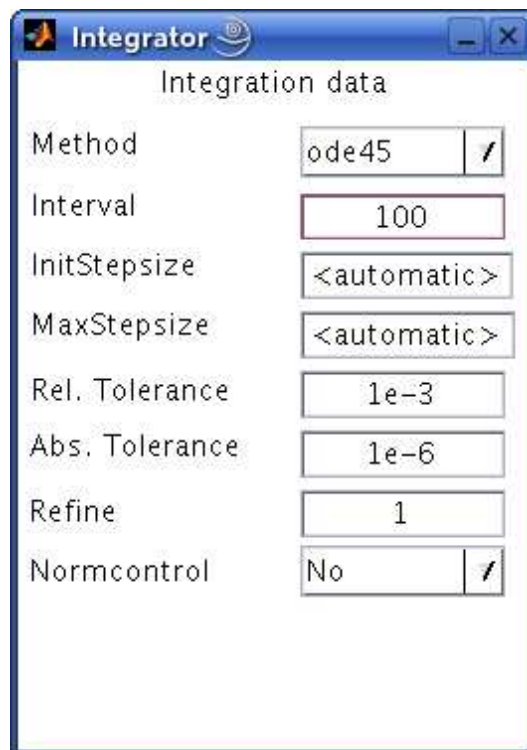 Integrator
Integration data
Method ode45
Interval 100
InitStepsize <automatic>
MaxStepsize <automatic>
Rel. Tolerance 1e-3
Abs. Tolerance 1e-6
Refine 1
Normcontrol No